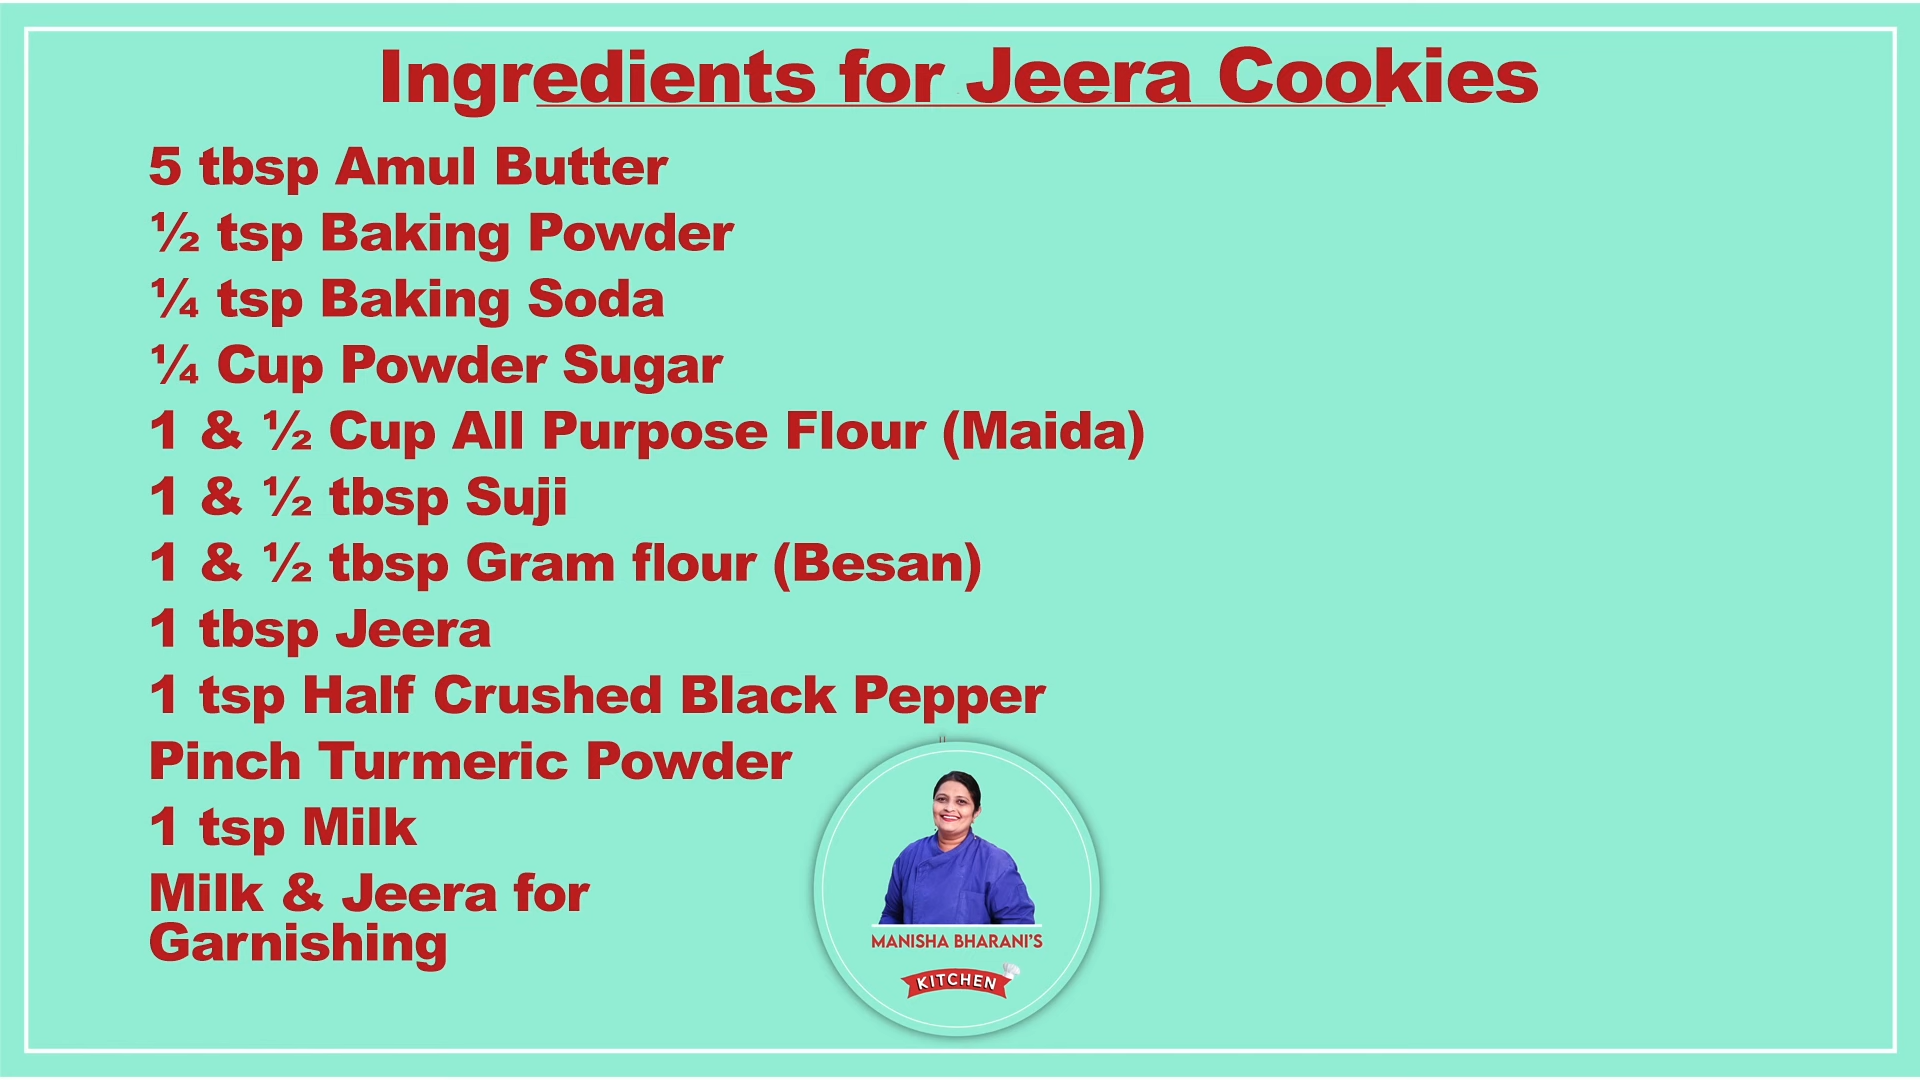 Ingredients for Jeera Cookies
5 tbsp Amul Butter
½ tsp Baking Powder
¼ tsp Baking Soda
¼ Cup Powder Sugar
1 & ½ Cup All Purpose Flour (Maida)
1 & ½ tbsp Suji
1 & ½ tbsp Gram flour (Besan)
1 tbsp Jeera
1 tsp Half Crushed Black Pepper
Pinch Turmeric Powder
1 tsp Milk
Milk & Jeera for
Garnishing
MANISHA BHARANI'S
KITCHEN